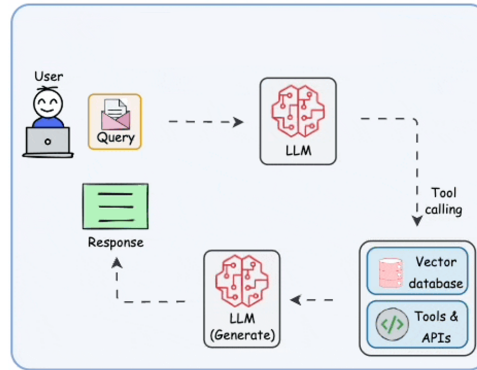 User
Query
LLM
Tool
calling
Vector
database
Tools &
APIs
LLM
(Generate)
Response